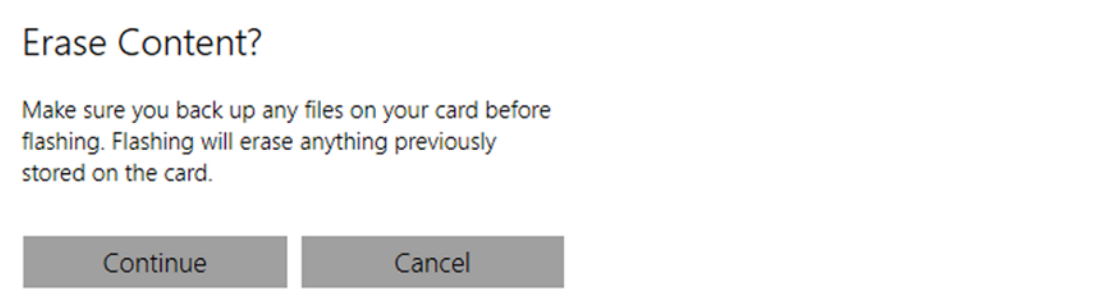 Erase Content?
Make sure you back up any files on your card before
flashing. Flashing will erase anything previously
stored on the card.
Continue Cancel